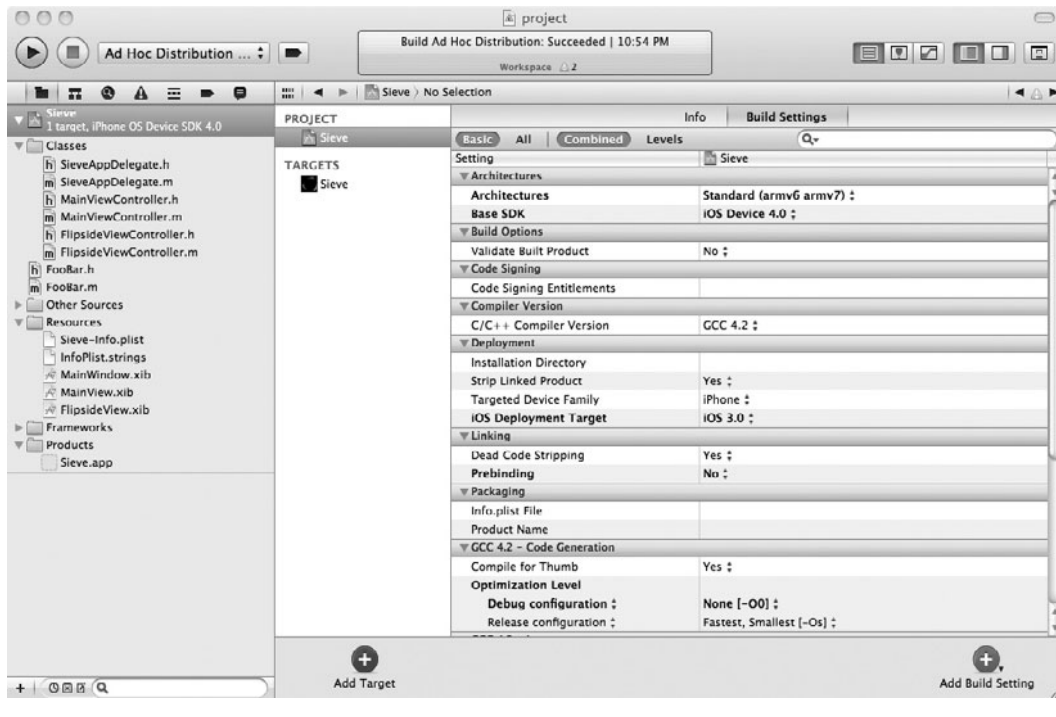 project
Ad Hoc Distribution ...
Build Ad Hoc Distribution: Succeeded | 10:54 PM
Workspace 2
Sieve
No Selection
Sieve
1 target, iPhone OS Device SDK 4.0
Classes
h SieveAppDelegate.h
m SieveAppDelegate.m
h MainViewController.h
m MainViewController.m
h FlipsideViewController.h
m FlipsideViewController.m
h FooBar.h
m FooBar.m
Other Sources
Resources
Sieve-Info.plist
InfoPlist.strings
MainWindow.xib
MainView.xib
FlipsideView.xib
Frameworks
Products
Sieve.app
PROJECT
Sieve
TARGETS
Sieve
Info Build Settings
Basic All Combined Levels
Setting Sieve
Architectures
Architectures Standard (armv6 armv7)
Base SDK iOS Device 4.0
Build Options
Validate Built Product No
Code Signing
Code Signing Entitlements
Compiler Version
C/C++ Compiler Version GCC 4.2
Deployment
Installation Directory
Strip Linked Product Yes
Targeted Device Family iPhone
iOS Deployment Target iOS 3.0
Linking
Dead Code Stripping Yes
Prebinding No
Packaging
Info.plist File
Product Name
GCC 4.2 - Code Generation
Compile for Thumb Yes
Optimization Level
Debug configuration None [-O0]
Release configuration Fastest, Smallest [-Os]
Add Target
Add Build Setting